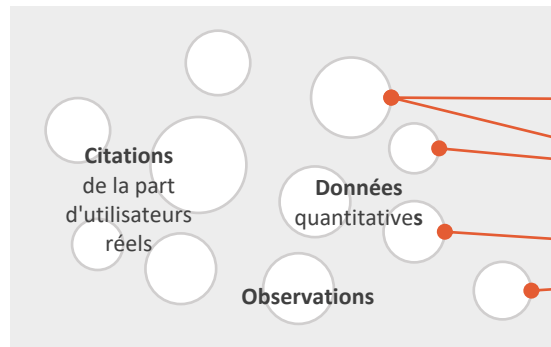 Citations
de la part
d'utilisateurs
réels
Données
quantitatives
Observations